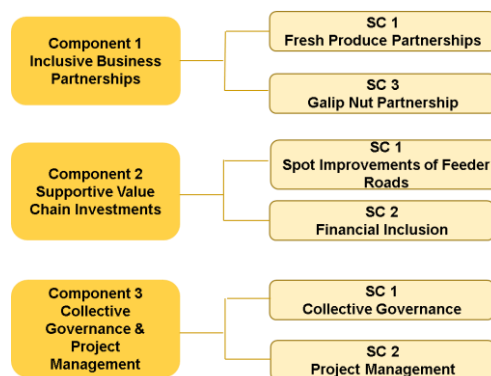 Component 1
Inclusive Business
Partnerships
SC 1
Fresh Produce Partnerships
SC 3
Galip Nut Partnership
Component 2
Supportive Value
Chain Investments
SC 1
Spot Improvements of Feeder
Roads
SC 2
Financial Inclusion
Component 3
Collective
Governance &
Project
Management
SC 1
Collective Governance
SC 2
Project Management